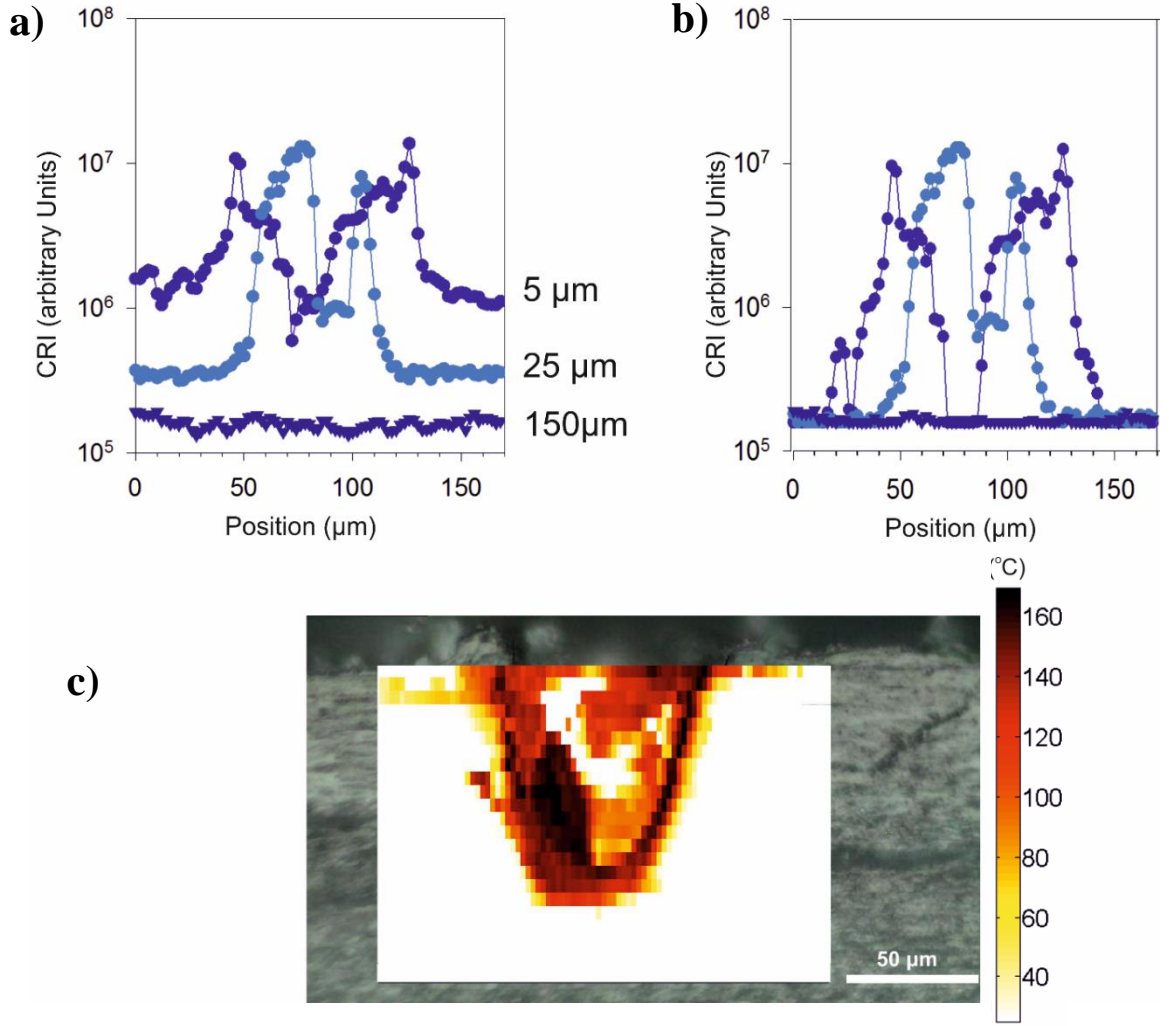 a)
10⁸
10⁷
10⁶
10⁵
CRI (arbitrary Units)
0 50 100 150
Position (µm)
5 µm
25 µm
150µm
b)
10⁸
10⁷
10⁶
10⁵
CRI (arbitrary Units)
0 50 100 150
Position (µm)
c)
(°C)
160
140
120
100
80
60
40
50 µm